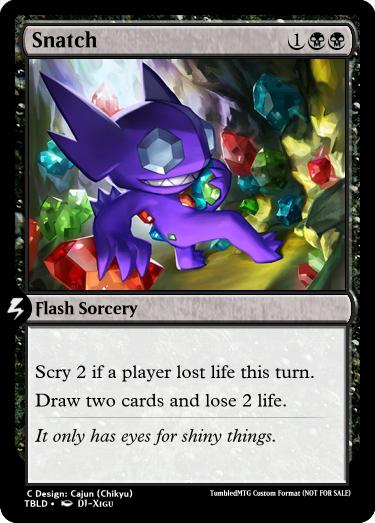 Snatch 1
Flash Sorcery
Scry 2 if a player lost life this turn.
Draw two cards and lose 2 life.
It only has eyes for shiny things.
C Design: Cajun (Chikyu)
TumbledMTG Custom Format (NOT FOR SALE)
TBLD • DJ-Xigu